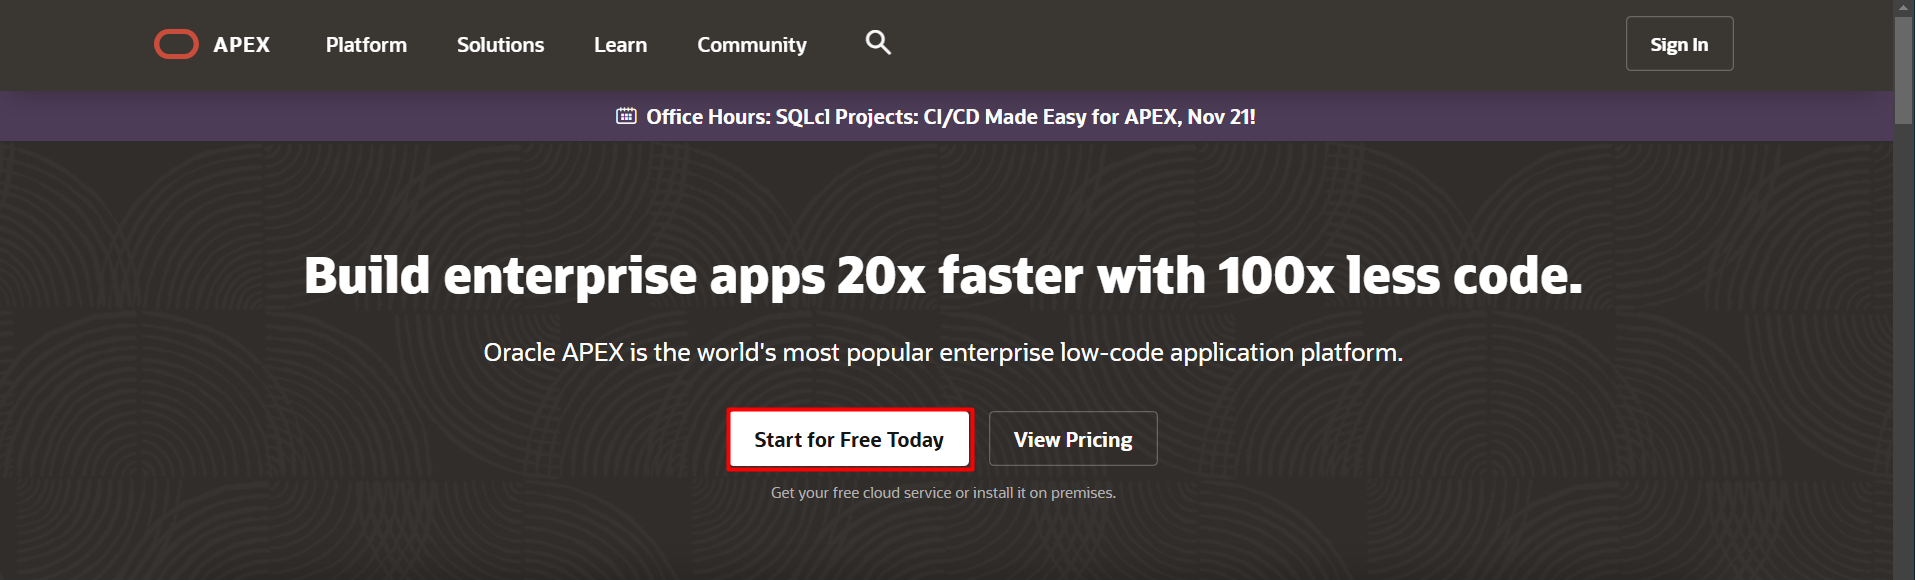 APEX Platform Solutions Learn Community Sign In
Office Hours: SQLcl Projects: CI/CD Made Easy for APEX, Nov 21!
Build enterprise apps 20x faster with 100x less code.
Oracle APEX is the world's most popular enterprise low-code application platform.
Start for Free Today View Pricing
Get your free cloud service or install it on premises.